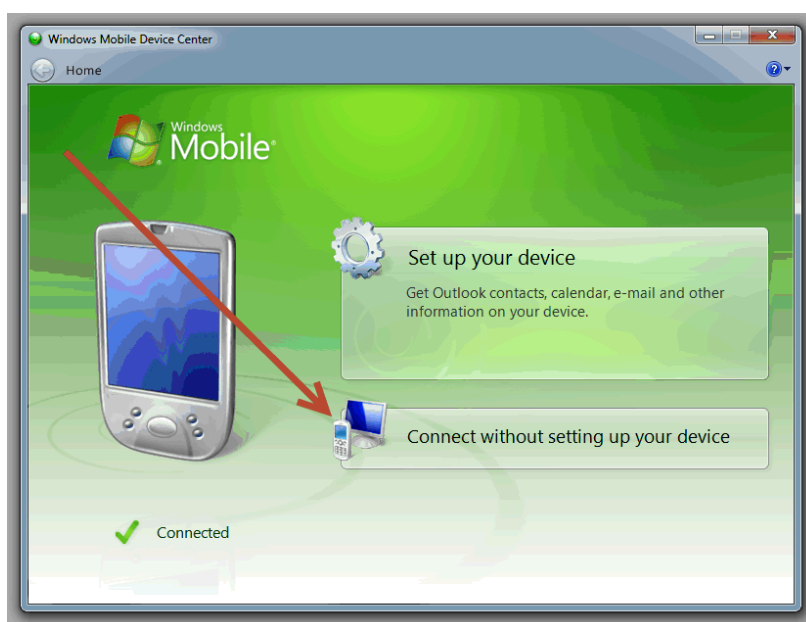 Windows Mobile Device Center
Home
Windows
Mobile
Set up your device
Get Outlook contacts, calendar, e-mail and other
information on your device.
Connect without setting up your device
Connected